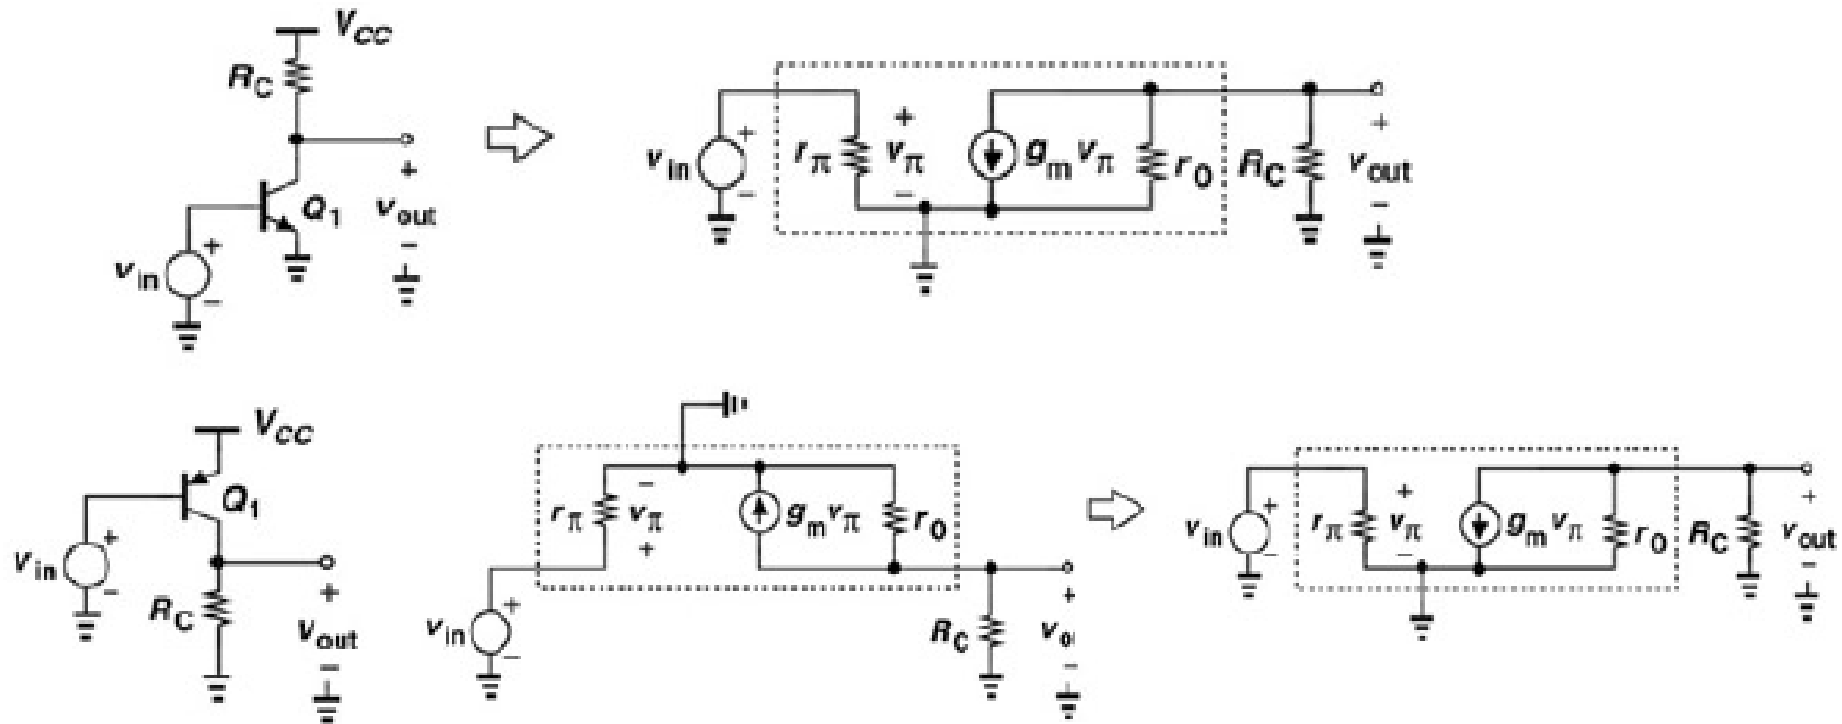 V_CC
R_C
Q_1
v_in
+
−
+
v_out
−
v_in
+
−
r_π
+
v_π
−
g_m v_π
r_O
R_C
+
v_out
−
V_CC
Q_1
v_in
+
−
R_C
+
v_out
−
r_π
−
v_π
+
g_m v_π
r_O
v_in
+
−
R_C
+
−
v_in
+
−
r_π
+
v_π
−
g_m v_π
r_O
R_C
+
v_out
−